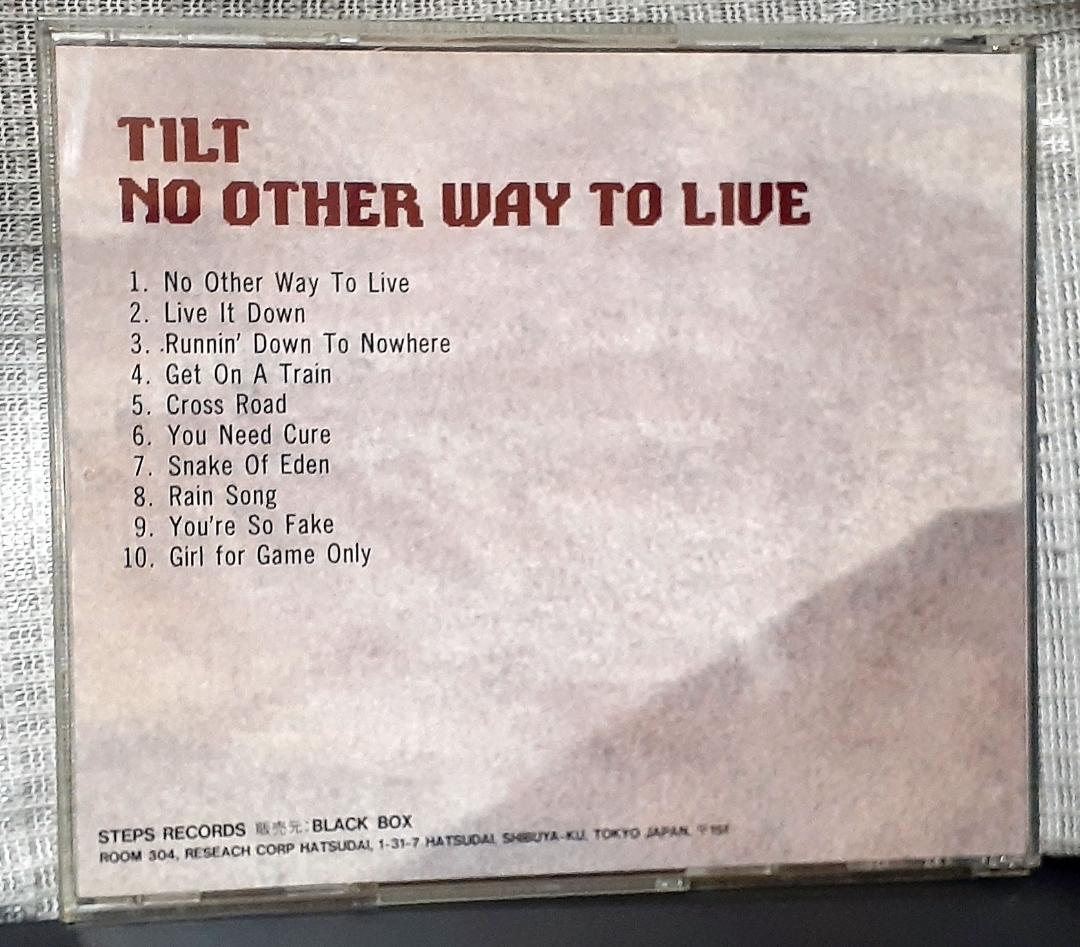 TILT
NO OTHER WAY TO LIVE
1. No Other Way To Live
2. Live It Down
3. Runnin' Down To Nowhere
4. Get On A Train
5. Cross Road
6. You Need Cure
7. Snake Of Eden
8. Rain Song
9. You're So Fake
10. Girl for Game Only
STEPS RECORDS 販売元:BLACK BOX
ROOM 304, RESEACH CORP HATSUDAI, 1-31-7 HATSUDAI, SHIBUYA-KU, TOKYO JAPAN, 〒151